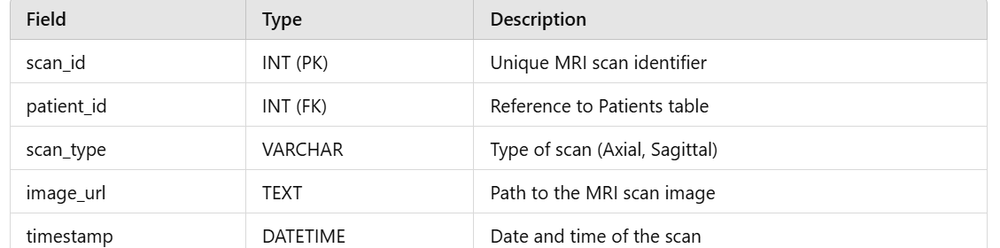 Field Type Description
scan_id INT (PK) Unique MRI scan identifier
patient_id INT (FK) Reference to Patients table
scan_type VARCHAR Type of scan (Axial, Sagittal)
image_url TEXT Path to the MRI scan image
timestamp DATETIME Date and time of the scan